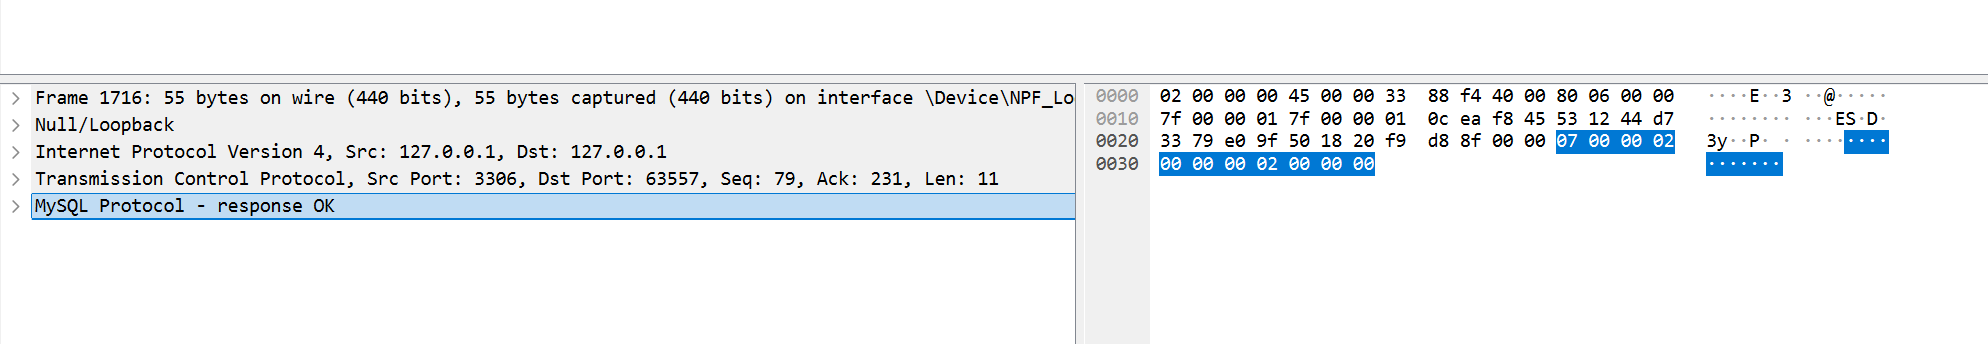 Frame 1716: 55 bytes on wire (440 bits), 55 bytes captured (440 bits) on interface \Device\NPF_Lo
Null/Loopback
Internet Protocol Version 4, Src: 127.0.0.1, Dst: 127.0.0.1
Transmission Control Protocol, Src Port: 3306, Dst Port: 63557, Seq: 79, Ack: 231, Len: 11
MySQL Protocol - response OK
0000 02 00 00 00 45 00 00 33 88 f4 40 00 80 06 00 00 ····E··3 ··@·····
0010 7f 00 00 01 7f 00 00 01 0c ea f8 45 53 12 44 d7 ········ ···ES·D·
0020 33 79 e0 9f 50 18 20 f9 d8 8f 00 00 07 00 00 02 3y··P· · ········
0030 00 00 00 02 00 00 00 ·······